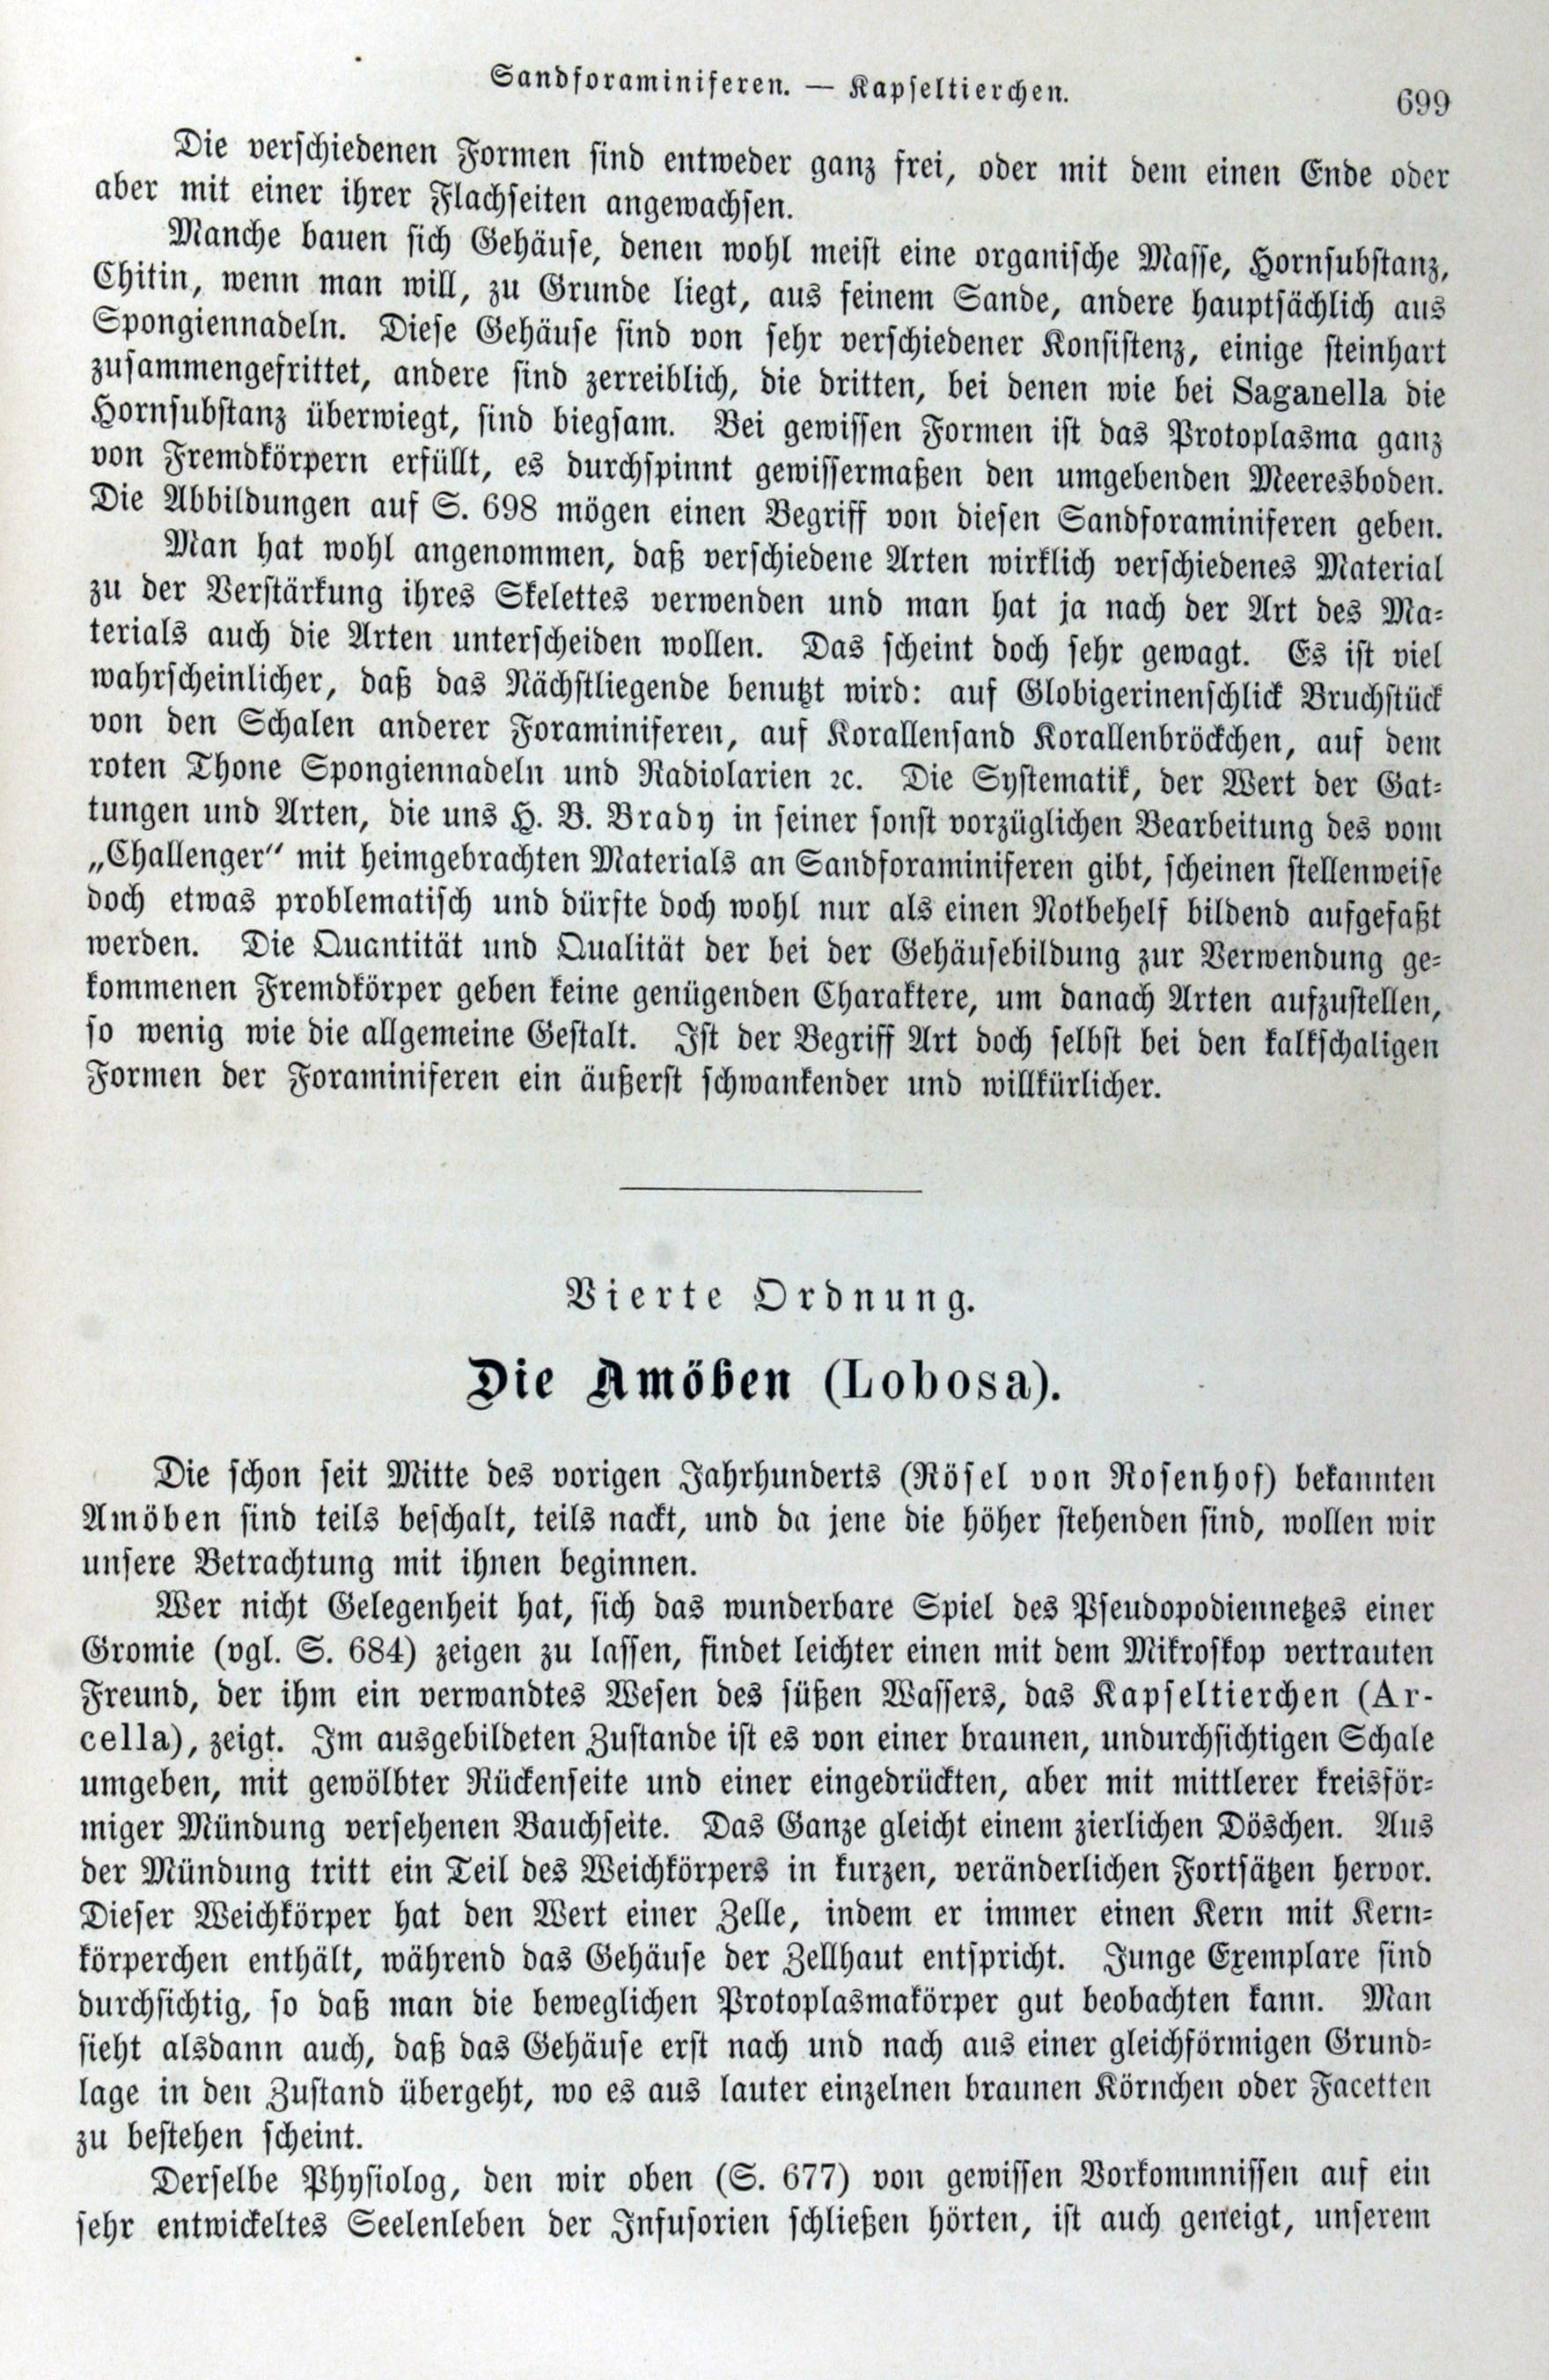 Sandforaminiferen. — Kapseltierchen.
699
Die verschiedenen Formen sind entweder ganz frei, oder mit dem einen Ende oder
aber mit einer ihrer Flachseiten angewachsen.
Manche bauen sich Gehäuse, denen wohl meist eine organische Masse, Hornsubstanz,
Chitin, wenn man will, zu Grunde liegt, aus feinem Sande, andere hauptsächlich aus
Spongiennadeln. Diese Gehäuse sind von sehr verschiedener Konsistenz, einige steinhart
zusammengefrittet, andere sind zerreiblich, die dritten, bei denen wie bei Saganella die
Hornsubstanz überwiegt, sind biegsam. Bei gewissen Formen ist das Protoplasma ganz
von Fremdkörpern erfüllt, es durchspinnt gewissermaßen den umgebenden Meeresboden.
Die Abbildungen auf S. 698 mögen einen Begriff von diesen Sandforaminiferen geben.
Man hat wohl angenommen, daß verschiedene Arten wirklich verschiedenes Material
zu der Verstärkung ihres Skelettes verwenden und man hat ja nach der Art des Ma-
terials auch die Arten unterscheiden wollen. Das scheint doch sehr gewagt. Es ist viel
wahrscheinlicher, daß das Nächstliegende benutzt wird: auf Globigerinenschlick Bruchstück
von den Schalen anderer Foraminiferen, auf Korallensand Korallenbröckchen, auf dem
roten Thone Spongiennadeln und Radiolarien ꝛc. Die Systematik, der Wert der Gat-
tungen und Arten, die uns H. B. Brady in seiner sonst vorzüglichen Bearbeitung des vom
„Challenger“ mit heimgebrachten Materials an Sandforaminiferen gibt, scheinen stellenweise
doch etwas problematisch und dürfte doch wohl nur als einen Notbehelf bildend aufgefaßt
werden. Die Quantität und Qualität der bei der Gehäusebildung zur Verwendung ge-
kommenen Fremdkörper geben keine genügenden Charaktere, um danach Arten aufzustellen,
so wenig wie die allgemeine Gestalt. Ist der Begriff Art doch selbst bei den kalkschaligen
Formen der Foraminiferen ein äußerst schwankender und willkürlicher.
Vierte Ordnung.
Die Amöben (Lobosa).
Die schon seit Mitte des vorigen Jahrhunderts (Rösel von Rosenhof) bekannten
Amöben sind teils beschalt, teils nackt, und da jene die höher stehenden sind, wollen wir
unsere Betrachtung mit ihnen beginnen.
Wer nicht Gelegenheit hat, sich das wunderbare Spiel des Pseudopodiennetzes einer
Gromie (vgl. S. 684) zeigen zu lassen, findet leichter einen mit dem Mikroskop vertrauten
Freund, der ihm ein verwandtes Wesen des süßen Wassers, das Kapseltierchen (Ar-
cella), zeigt. Im ausgebildeten Zustande ist es von einer braunen, undurchsichtigen Schale
umgeben, mit gewölbter Rückenseite und einer eingedrückten, aber mit mittlerer kreisför-
miger Mündung versehenen Bauchseite. Das Ganze gleicht einem zierlichen Döschen. Aus
der Mündung tritt ein Teil des Weichkörpers in kurzen, veränderlichen Fortsätzen hervor.
Dieser Weichkörper hat den Wert einer Zelle, indem er immer einen Kern mit Kern-
körperchen enthält, während das Gehäuse der Zellhaut entspricht. Junge Exemplare sind
durchsichtig, so daß man die beweglichen Protoplasmakörper gut beobachten kann. Man
sieht alsdann auch, daß das Gehäuse erst nach und nach aus einer gleichförmigen Grund-
lage in den Zustand übergeht, wo es aus lauter einzelnen braunen Körnchen oder Facetten
zu bestehen scheint.
Derselbe Physiolog, den wir oben (S. 677) von gewissen Vorkommnissen auf ein
sehr entwickeltes Seelenleben der Infusorien schließen hörten, ist auch geneigt, unserem